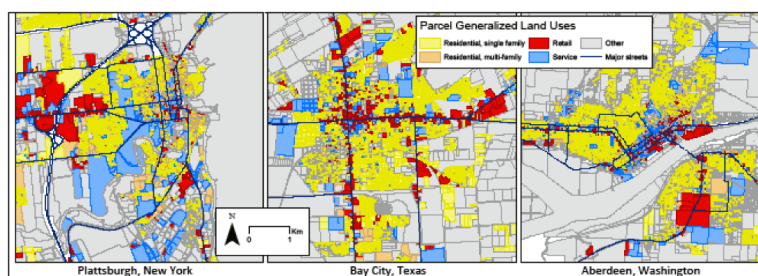 Parcel Generalized Land Uses
Residential, single family Retail Other
Residential, multi-family Service Major streets
N
0 1 Km
Plattsburgh, New York Bay City, Texas Aberdeen, Washington